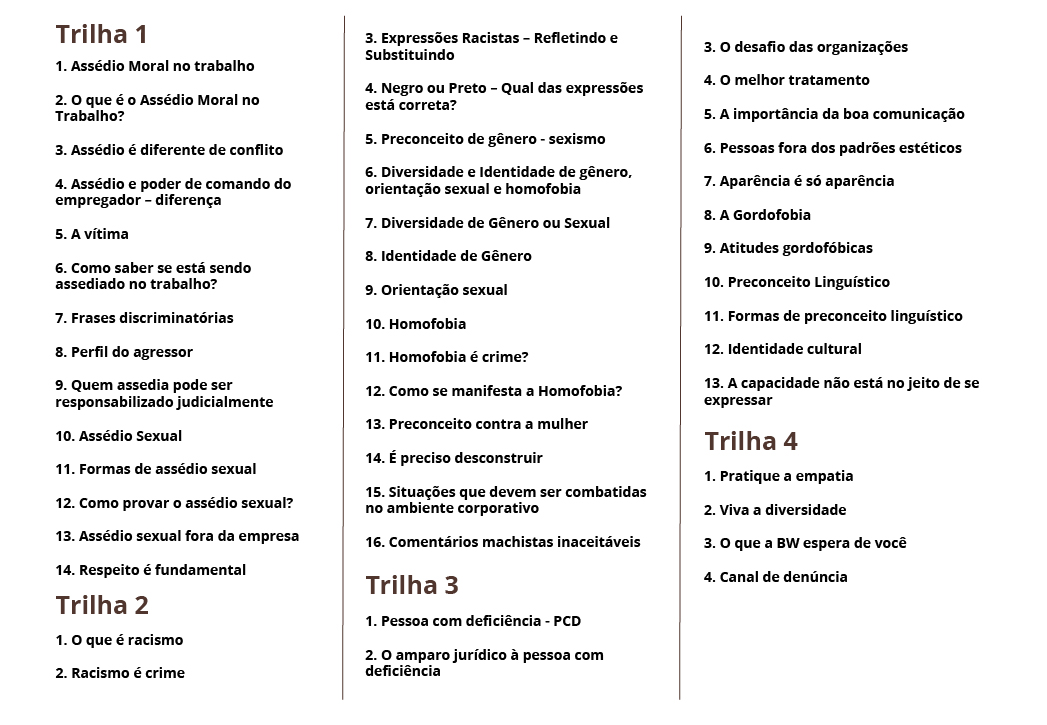 Trilha 1
1. Assédio Moral no trabalho
2. O que é o Assédio Moral no
Trabalho?
3. Assédio é diferente de conflito
4. Assédio e poder de comando do
empregador – diferença
5. A vítima
6. Como saber se está sendo
assediado no trabalho?
7. Frases discriminatórias
8. Perfil do agressor
9. Quem assedia pode ser
responsabilizado judicialmente
10. Assédio Sexual
11. Formas de assédio sexual
12. Como provar o assédio sexual?
13. Assédio sexual fora da empresa
14. Respeito é fundamental
Trilha 2
1. O que é racismo
2. Racismo é crime
3. Expressões Racistas – Refletindo e
Substituindo
4. Negro ou Preto – Qual das expressões
está correta?
5. Preconceito de gênero - sexismo
6. Diversidade e Identidade de gênero,
orientação sexual e homofobia
7. Diversidade de Gênero ou Sexual
8. Identidade de Gênero
9. Orientação sexual
10. Homofobia
11. Homofobia é crime?
12. Como se manifesta a Homofobia?
13. Preconceito contra a mulher
14. É preciso desconstruir
15. Situações que devem ser combatidas
no ambiente corporativo
16. Comentários machistas inaceitáveis
Trilha 3
1. Pessoa com deficiência - PCD
2. O amparo jurídico à pessoa com
deficiência
3. O desafio das organizações
4. O melhor tratamento
5. A importância da boa comunicação
6. Pessoas fora dos padrões estéticos
7. Aparência é só aparência
8. A Gordofobia
9. Atitudes gordofóbicas
10. Preconceito Linguístico
11. Formas de preconceito linguístico
12. Identidade cultural
13. A capacidade não está no jeito de se
expressar
Trilha 4
1. Pratique a empatia
2. Viva a diversidade
3. O que a BW espera de você
4. Canal de denúncia